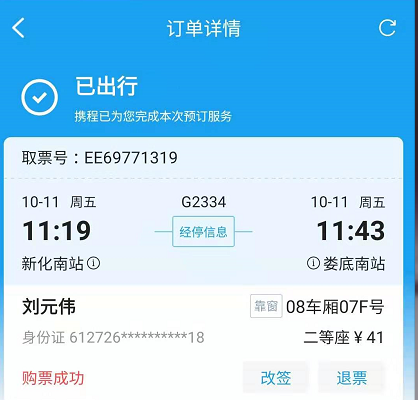 订单详情
已出行
携程已为您完成本次预订服务
取票号：EE69771319
10-11 周五 G2334 10-11 周五
11:19 经停信息 11:43
新化南站 娄底南站
刘元伟 靠窗 08车厢07F号
身份证 612726**********18 二等座￥41
购票成功 改签 退票